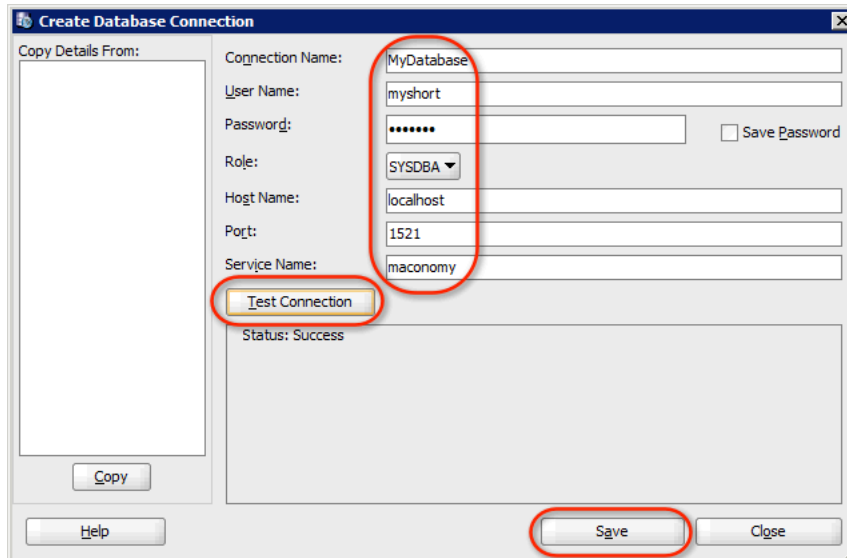 Create Database Connection
Copy Details From:
Connection Name: MyDatabase
User Name: myshort
Password: •••••••
Save Password
Role: SYSDBA
Host Name: localhost
Port: 1521
Service Name: maconomy
Test Connection
Status: Success
Copy
Help
Save
Close